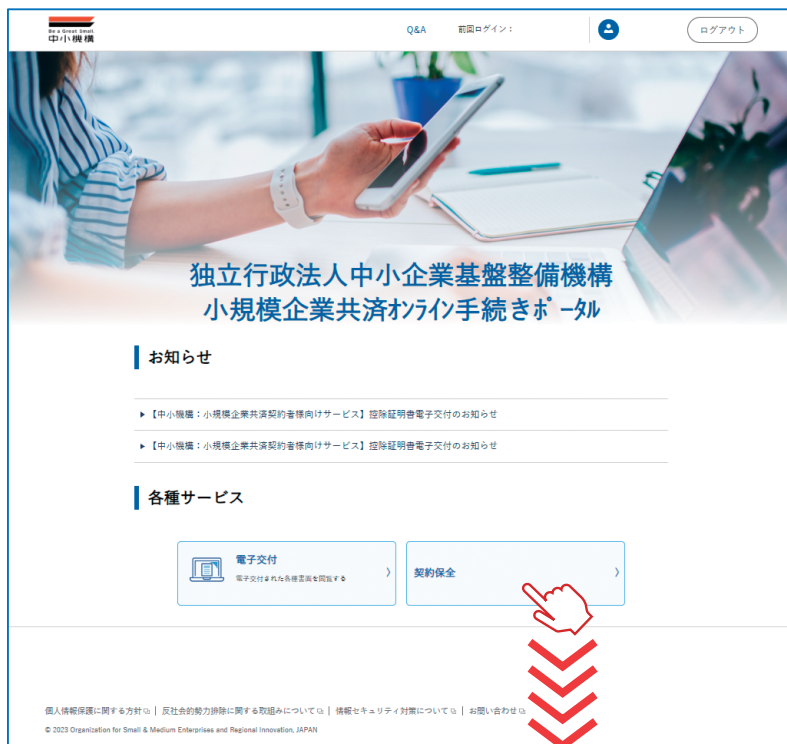 Be a Great Small.
中小機構
Q&A
前回ログイン：
ログアウト
独立行政法人中小企業基盤整備機構
小規模企業共済ｵﾝﾗｲﾝ手続きﾎﾟｰﾀﾙ
お知らせ
【中小機構：小規模企業共済契約者様向けサービス】控除証明書電子交付のお知らせ
【中小機構：小規模企業共済契約者様向けサービス】控除証明書電子交付のお知らせ
各種サービス
電子交付
電子交付された各種書面を閲覧する
契約保全
個人情報保護に関する方針 | 反社会的勢力排除に関する取組みについて | 情報セキュリティ対策について | お問い合わせ
© 2023 Organization for Small & Medium Enterprises and Regional Innovation, JAPAN